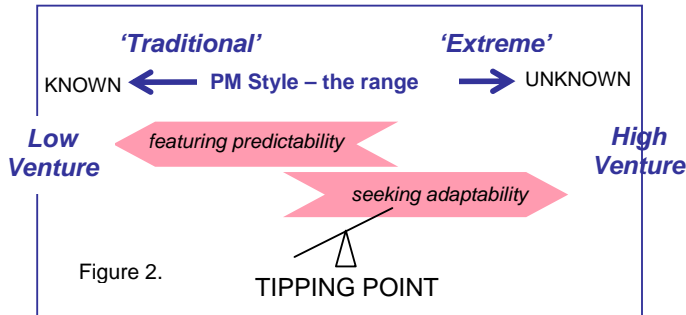 ‘Traditional’ ‘Extreme’
KNOWN PM Style – the range UNKNOWN
Low Venture
featuring predictability
High Venture
seeking adaptability
Figure 2.
TIPPING POINT